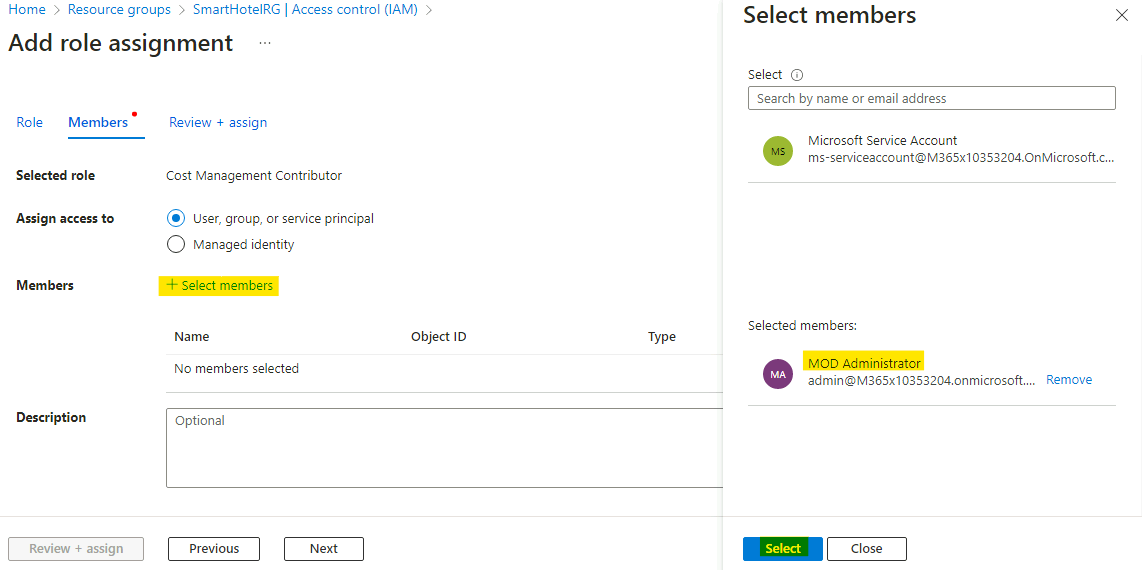 Home > Resource groups > SmartHotelRG | Access control (IAM) >
Add role assignment ...
Role Members Review + assign
Selected role Cost Management Contributor
Assign access to User, group, or service principal
Managed identity
Members + Select members
Name Object ID Type
No members selected
Description Optional
Review + assign Previous Next
Select members
Select
Search by name or email address
MS Microsoft Service Account
ms-serviceaccount@M365x10353204.OnMicrosoft.c...
Selected members:
MA MOD Administrator
admin@M365x10353204.onmicrosoft.... Remove
Select Close